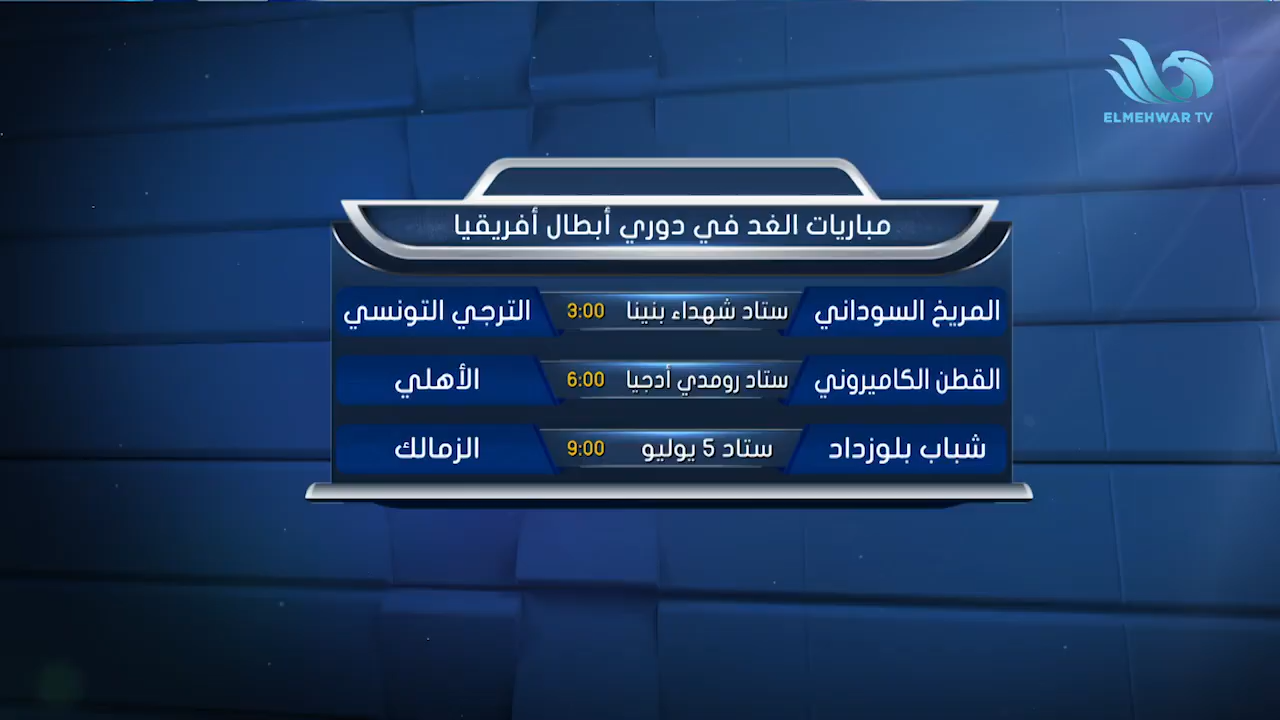 ELMEHWAR TV
مباريات الغد في دوري أبطال أفريقيا
المريخ السوداني ستاد شهداء بنينا 3:00 الترجي التونسي
القطن الكاميروني ستاد رومدي أدجيا 6:00 الأهلي
شباب بلوزداد ستاد 5 يوليو 9:00 الزمالك